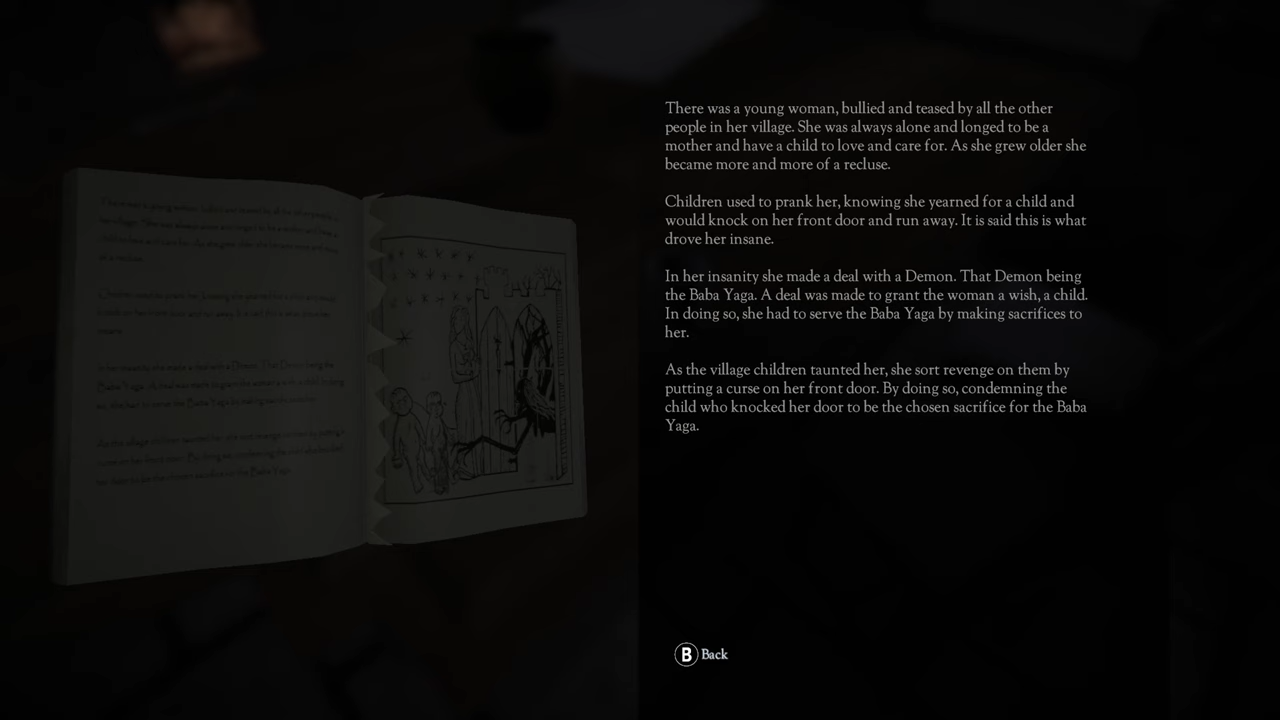 There was a young woman, bullied and teased by all the other
people in her village. She was always alone and longed to be a
mother and have a child to love and care for. As she grew older she
became more and more of a recluse.
Children used to prank her, knowing she yearned for a child and
would knock on her front door and run away. It is said this is what
drove her insane.
In her insanity she made a deal with a Demon. That Demon being
the Baba Yaga. A deal was made to grant the woman a wish, a child.
In doing so, she had to serve the Baba Yaga by making sacrifices to
her.
As the village children taunted her, she sort revenge on them by
putting a curse on her front door. By doing so, condemning the
child who knocked her door to be the chosen sacrifice for the Baba
Yaga.
B Back